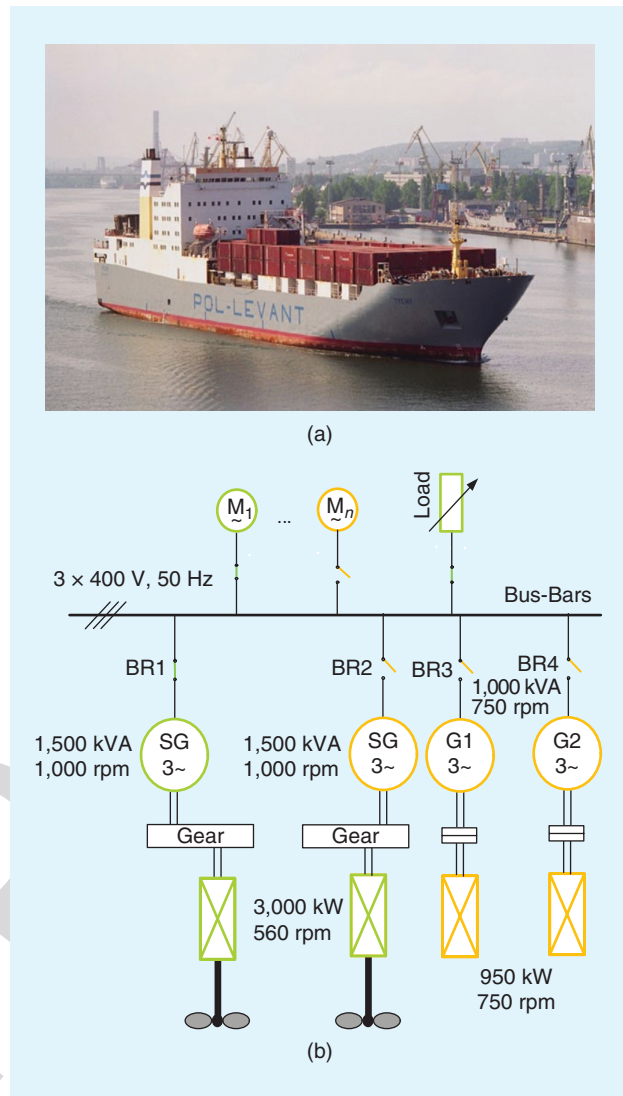 POL-LEVANT
(a)
M1 ~
...
Mn ~
Load
3 × 400 V, 50 Hz
Bus-Bars
BR1
BR2
BR3
BR4
1,000 kVA
750 rpm
1,500 kVA
1,000 rpm
SG
3~
1,500 kVA
1,000 rpm
SG
3~
G1
3~
G2
3~
Gear
Gear
3,000 kW
560 rpm
950 kW
750 rpm
(b)